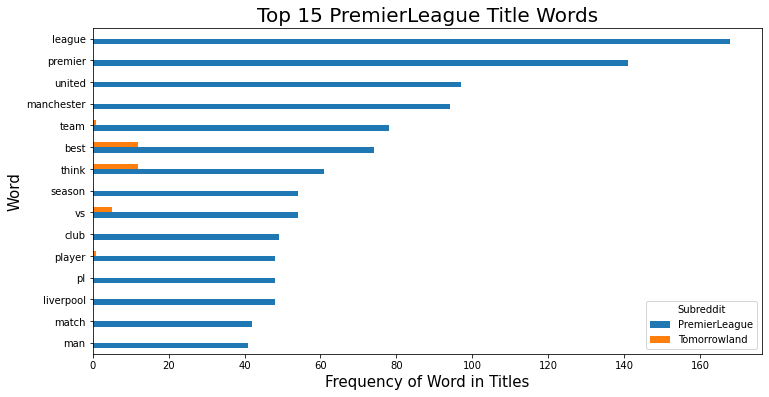 Top 15 PremierLeague Title Words
Word
league
premier
united
manchester
team
best
think
season
vs
club
player
pl
liverpool
match
man
0 20 40 60 80 100 120 140 160
Frequency of Word in Titles
Subreddit
PremierLeague
Tomorrowland